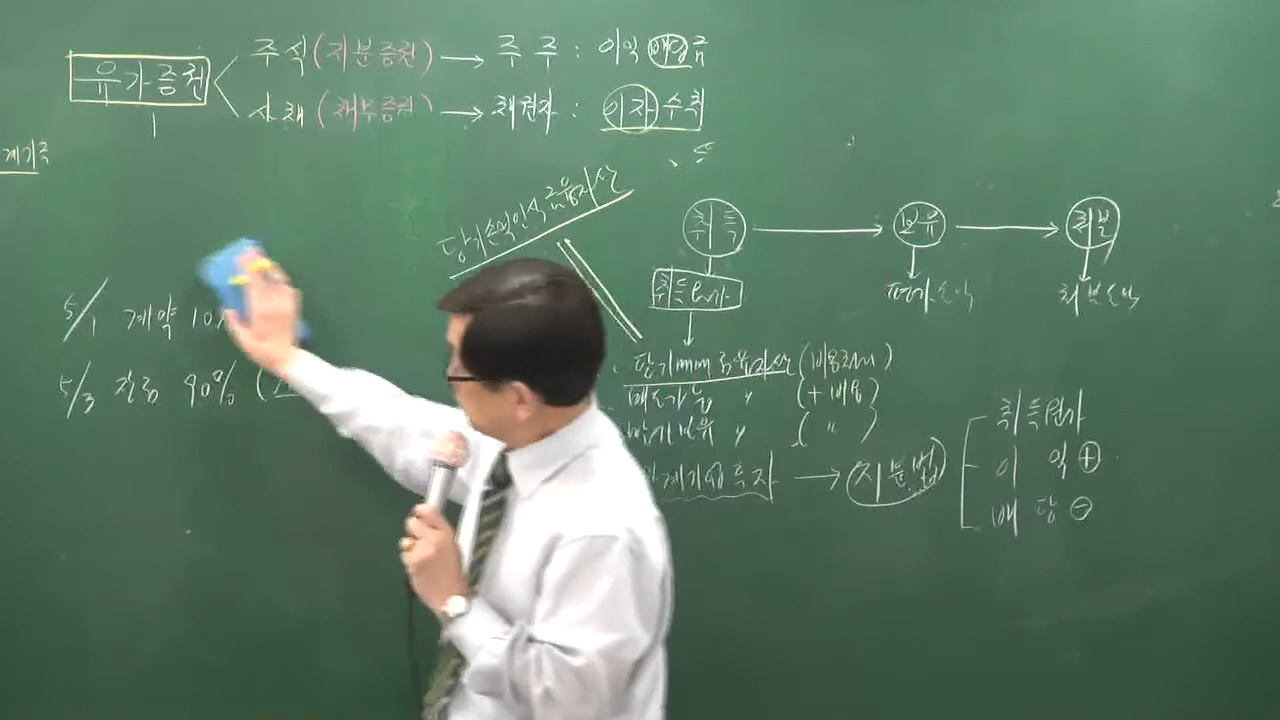 유가증권
주식 (지분증권) → 주주 : 이익 배당금
사채 (채무증권) → 채권자 : 이자 수취
계기로
당기손익인식금융자산
취득 → 보유 → 처분
취득원가
평가손익
처분손익
5/1 계약 10%
5/3 잔금 90% (
단기mm금융자산 (비용처리)
매도가능 〃 (+비용)
만기보유 〃 ( 〃 )
관계기업투자 → 지분법
취득원가
이익 ⊕
배당 ⊖